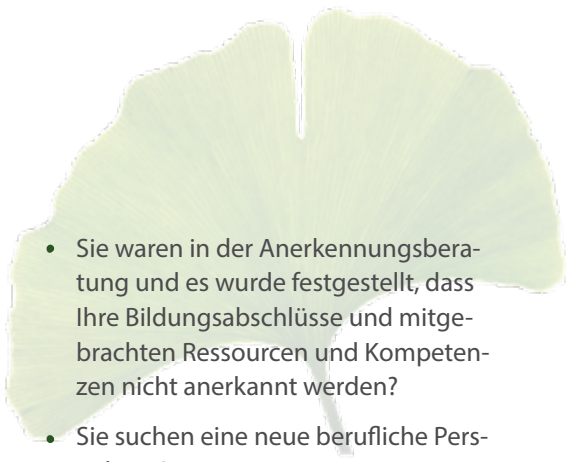 • Sie waren in der Anerkennungsbera-
tung und es wurde festgestellt, dass
Ihre Bildungsabschlüsse und mitge-
brachten Ressourcen und Kompeten-
zen nicht anerkannt werden?
• Sie suchen eine neue berufliche Pers-